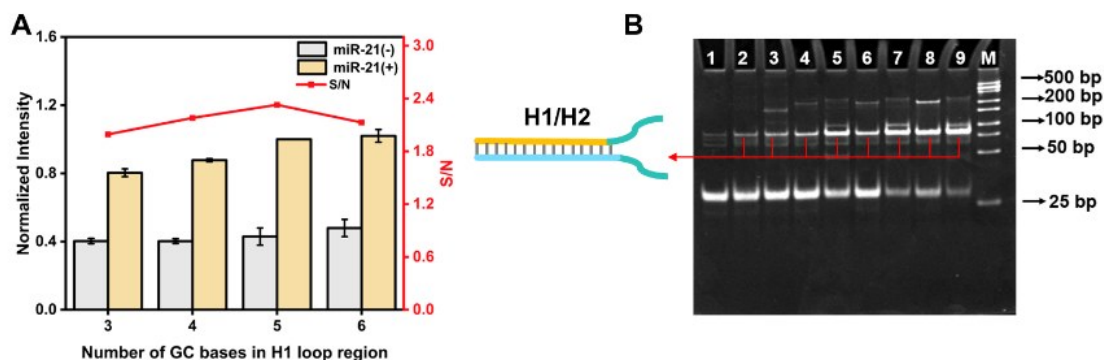 A
1.6
1.2
0.8
0.4
0.0
Normalized Intensity
miR-21(-)
miR-21(+)
S/N
3.0
2.4
1.8
1.2
0.6
0.0
S/N
3 4 5 6
Number of GC bases in H1 loop region
H1/H2
B
1 2 3 4 5 6 7 8 9 M
500 bp
200 bp
100 bp
50 bp
25 bp